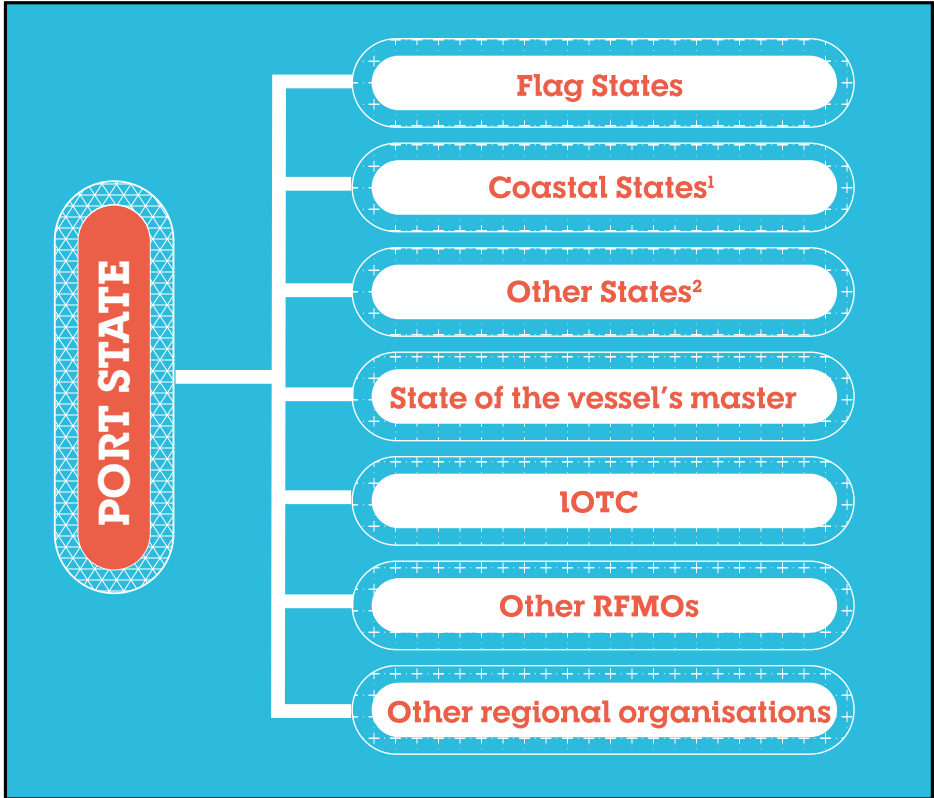 PORT STATE
Flag States
Coastal States¹
Other States²
State of the vessel's master
IOTC
Other RFMOs
Other regional organisations